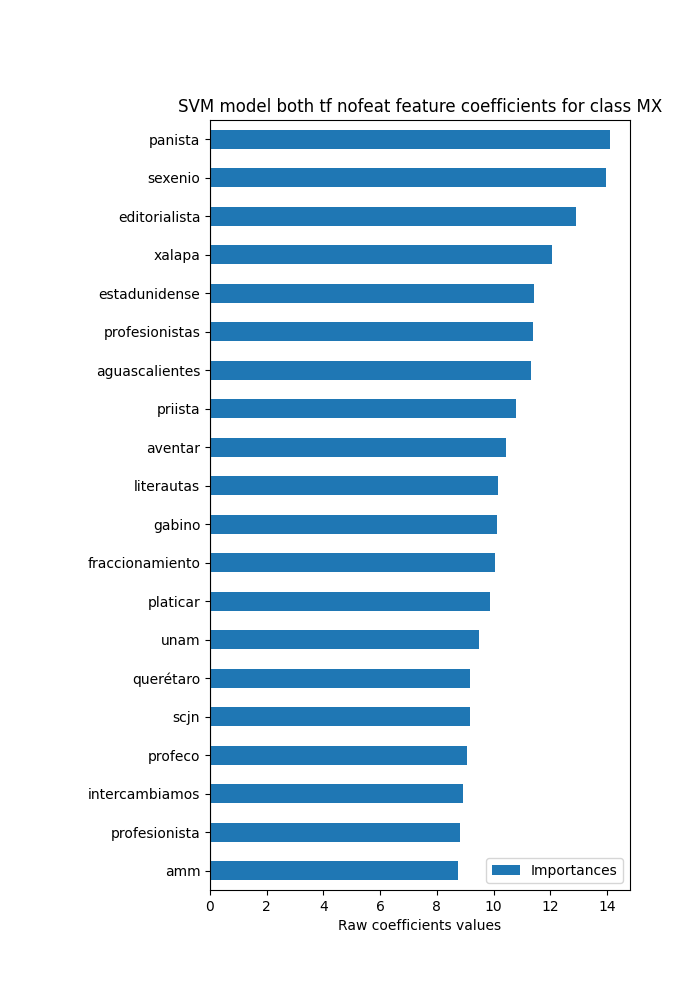 SVM model both tf nofeat feature coefficients for class MX
panista
sexenio
editorialista
xalapa
estadunidense
profesionistas
aguascalientes
priista
aventar
literautas
gabino
fraccionamiento
platicar
unam
querétaro
scjn
profeco
intercambiamos
profesionista
amm
Importances
0 2 4 6 8 10 12 14
Raw coefficients values